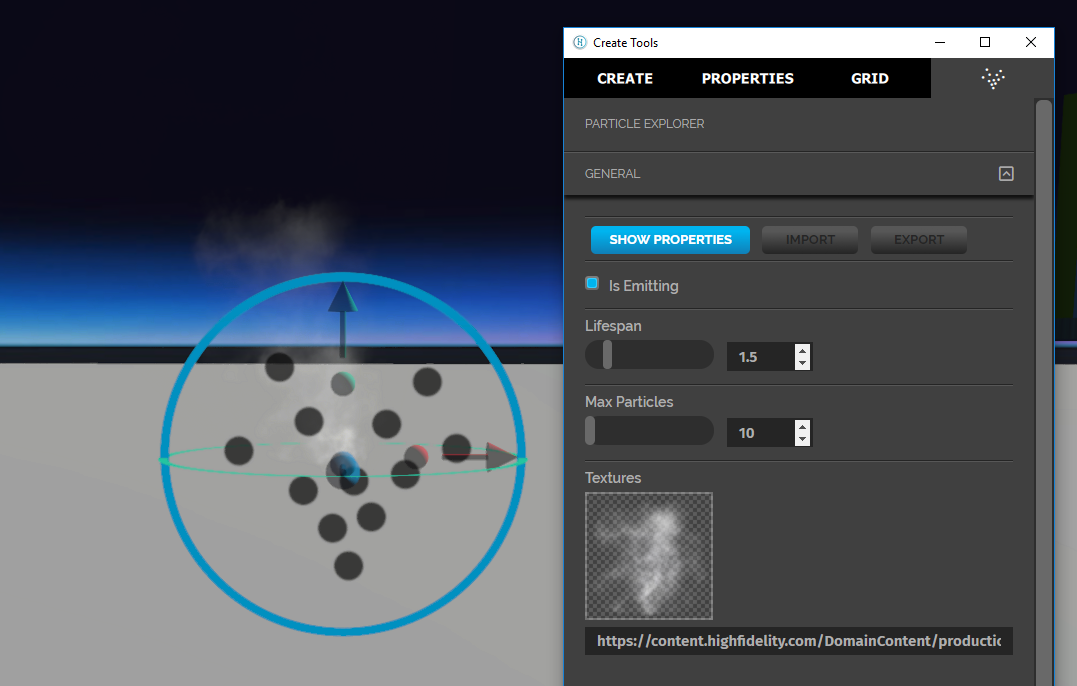 Create Tools
CREATE PROPERTIES GRID
PARTICLE EXPLORER
GENERAL
SHOW PROPERTIES IMPORT EXPORT
Is Emitting
Lifespan
1.5
Max Particles
10
Textures
https://content.highfidelity.com/DomainContent/productic